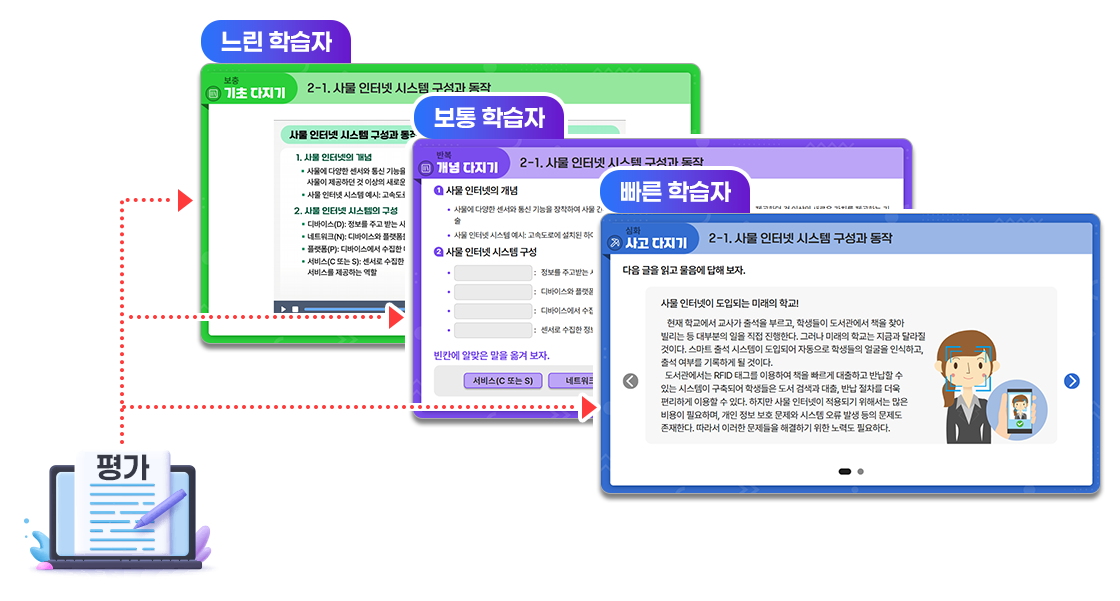 느린 학습자
보충
기초 다지기
2-1. 사물 인터넷 시스템 구성과 동작
사물 인터넷 시스템 구성과 동작
1. 사물 인터넷의 개념
• 사물에 다양한 센서와 통신 기능을
사물이 제공하던 것 이상의 새로운
• 사물 인터넷 시스템 예시: 고속도로
2. 사물 인터넷 시스템의 구성
• 디바이스(D): 정보를 주고 받는 사
• 네트워크(N): 디바이스와 플랫폼을
• 플랫폼(P): 디바이스에서 수집한
• 서비스(C 또는 S): 센서로 수집한
서비스를 제공하는 역할
보통 학습자
반복
개념 다지기
2-1. 사물 인터넷 시스템 구성과 동작
1 사물 인터넷의 개념
• 사물에 다양한 센서와 통신 기능을 장착하여 사물 간
술
• 사물 인터넷 시스템 예시: 고속도로에 설치된 하이
2 사물 인터넷 시스템 구성
• : 정보를 주고받는
• : 디바이스와 플랫폼
• : 디바이스에서 수집
• : 센서로 수집한 정보
빈칸에 알맞은 말을 옮겨 보자.
서비스(C 또는 S)
네트워크
빠른 학습자
심화
사고 다지기
2-1. 사물 인터넷 시스템 구성과 동작
다음 글을 읽고 물음에 답해 보자.
사물 인터넷이 도입되는 미래의 학교!
현재 학교에서 교사가 출석을 부르고, 학생들이 도서관에서 책을 찾아
빌리는 등 대부분의 일을 직접 진행한다. 그러나 미래의 학교는 지금과 달라질
것이다. 스마트 출석 시스템이 도입되어 자동으로 학생들의 얼굴을 인식하고,
출석 여부를 기록하게 될 것이다.
도서관에서는 RFID 태그를 이용하여 책을 빠르게 대출하고 반납할 수
있는 시스템이 구축되어 학생들은 도서 검색과 대출, 반납 절차를 더욱
편리하게 이용할 수 있다. 하지만 사물 인터넷이 적용되기 위해서는 많은
비용이 필요하며, 개인 정보 보호 문제와 시스템 오류 발생 등의 문제도
존재한다. 따라서 이러한 문제들을 해결하기 위한 노력도 필요하다.
평가